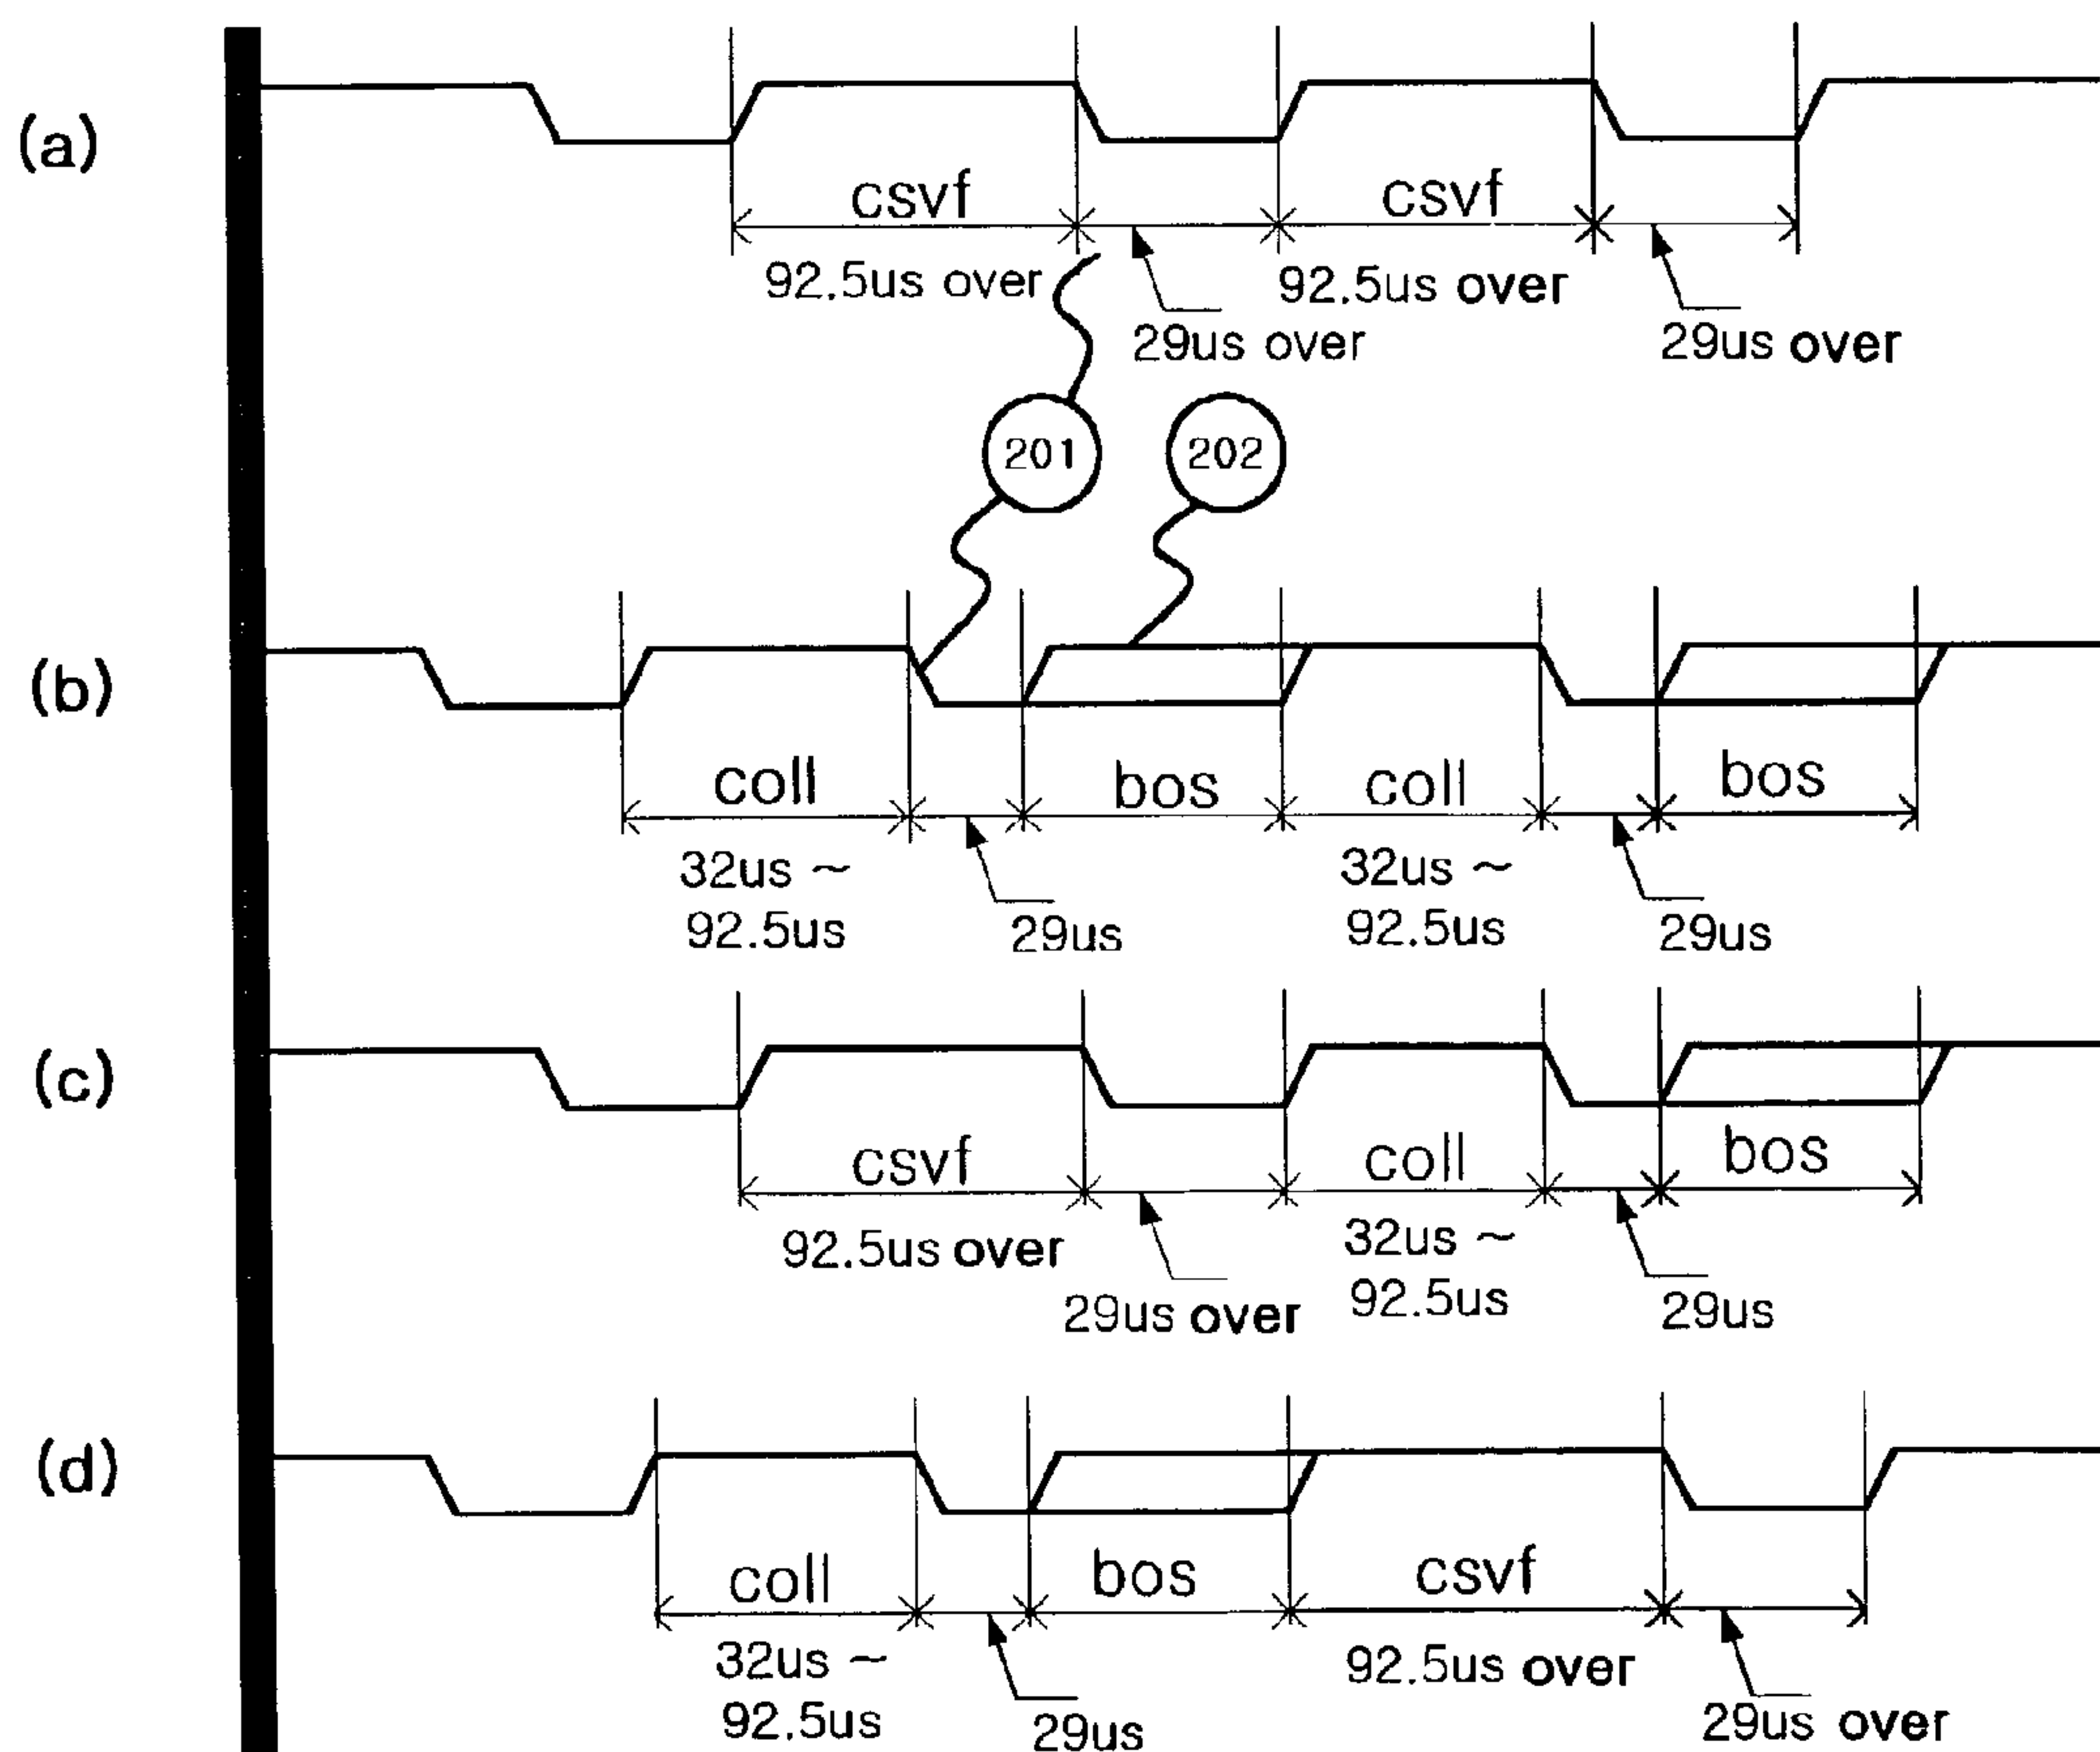 (a)
csvf
csvf
92.5us over
92.5us over
29us over
29us over
201
202
(b)
coll
bos
coll
bos
32us ~
92.5us
29us
32us ~
92.5us
29us
(c)
csvf
coll
bos
92.5us over
29us over
32us ~
92.5us
29us
(d)
coll
bos
csvf
32us ~
92.5us
29us
92.5us over
29us over